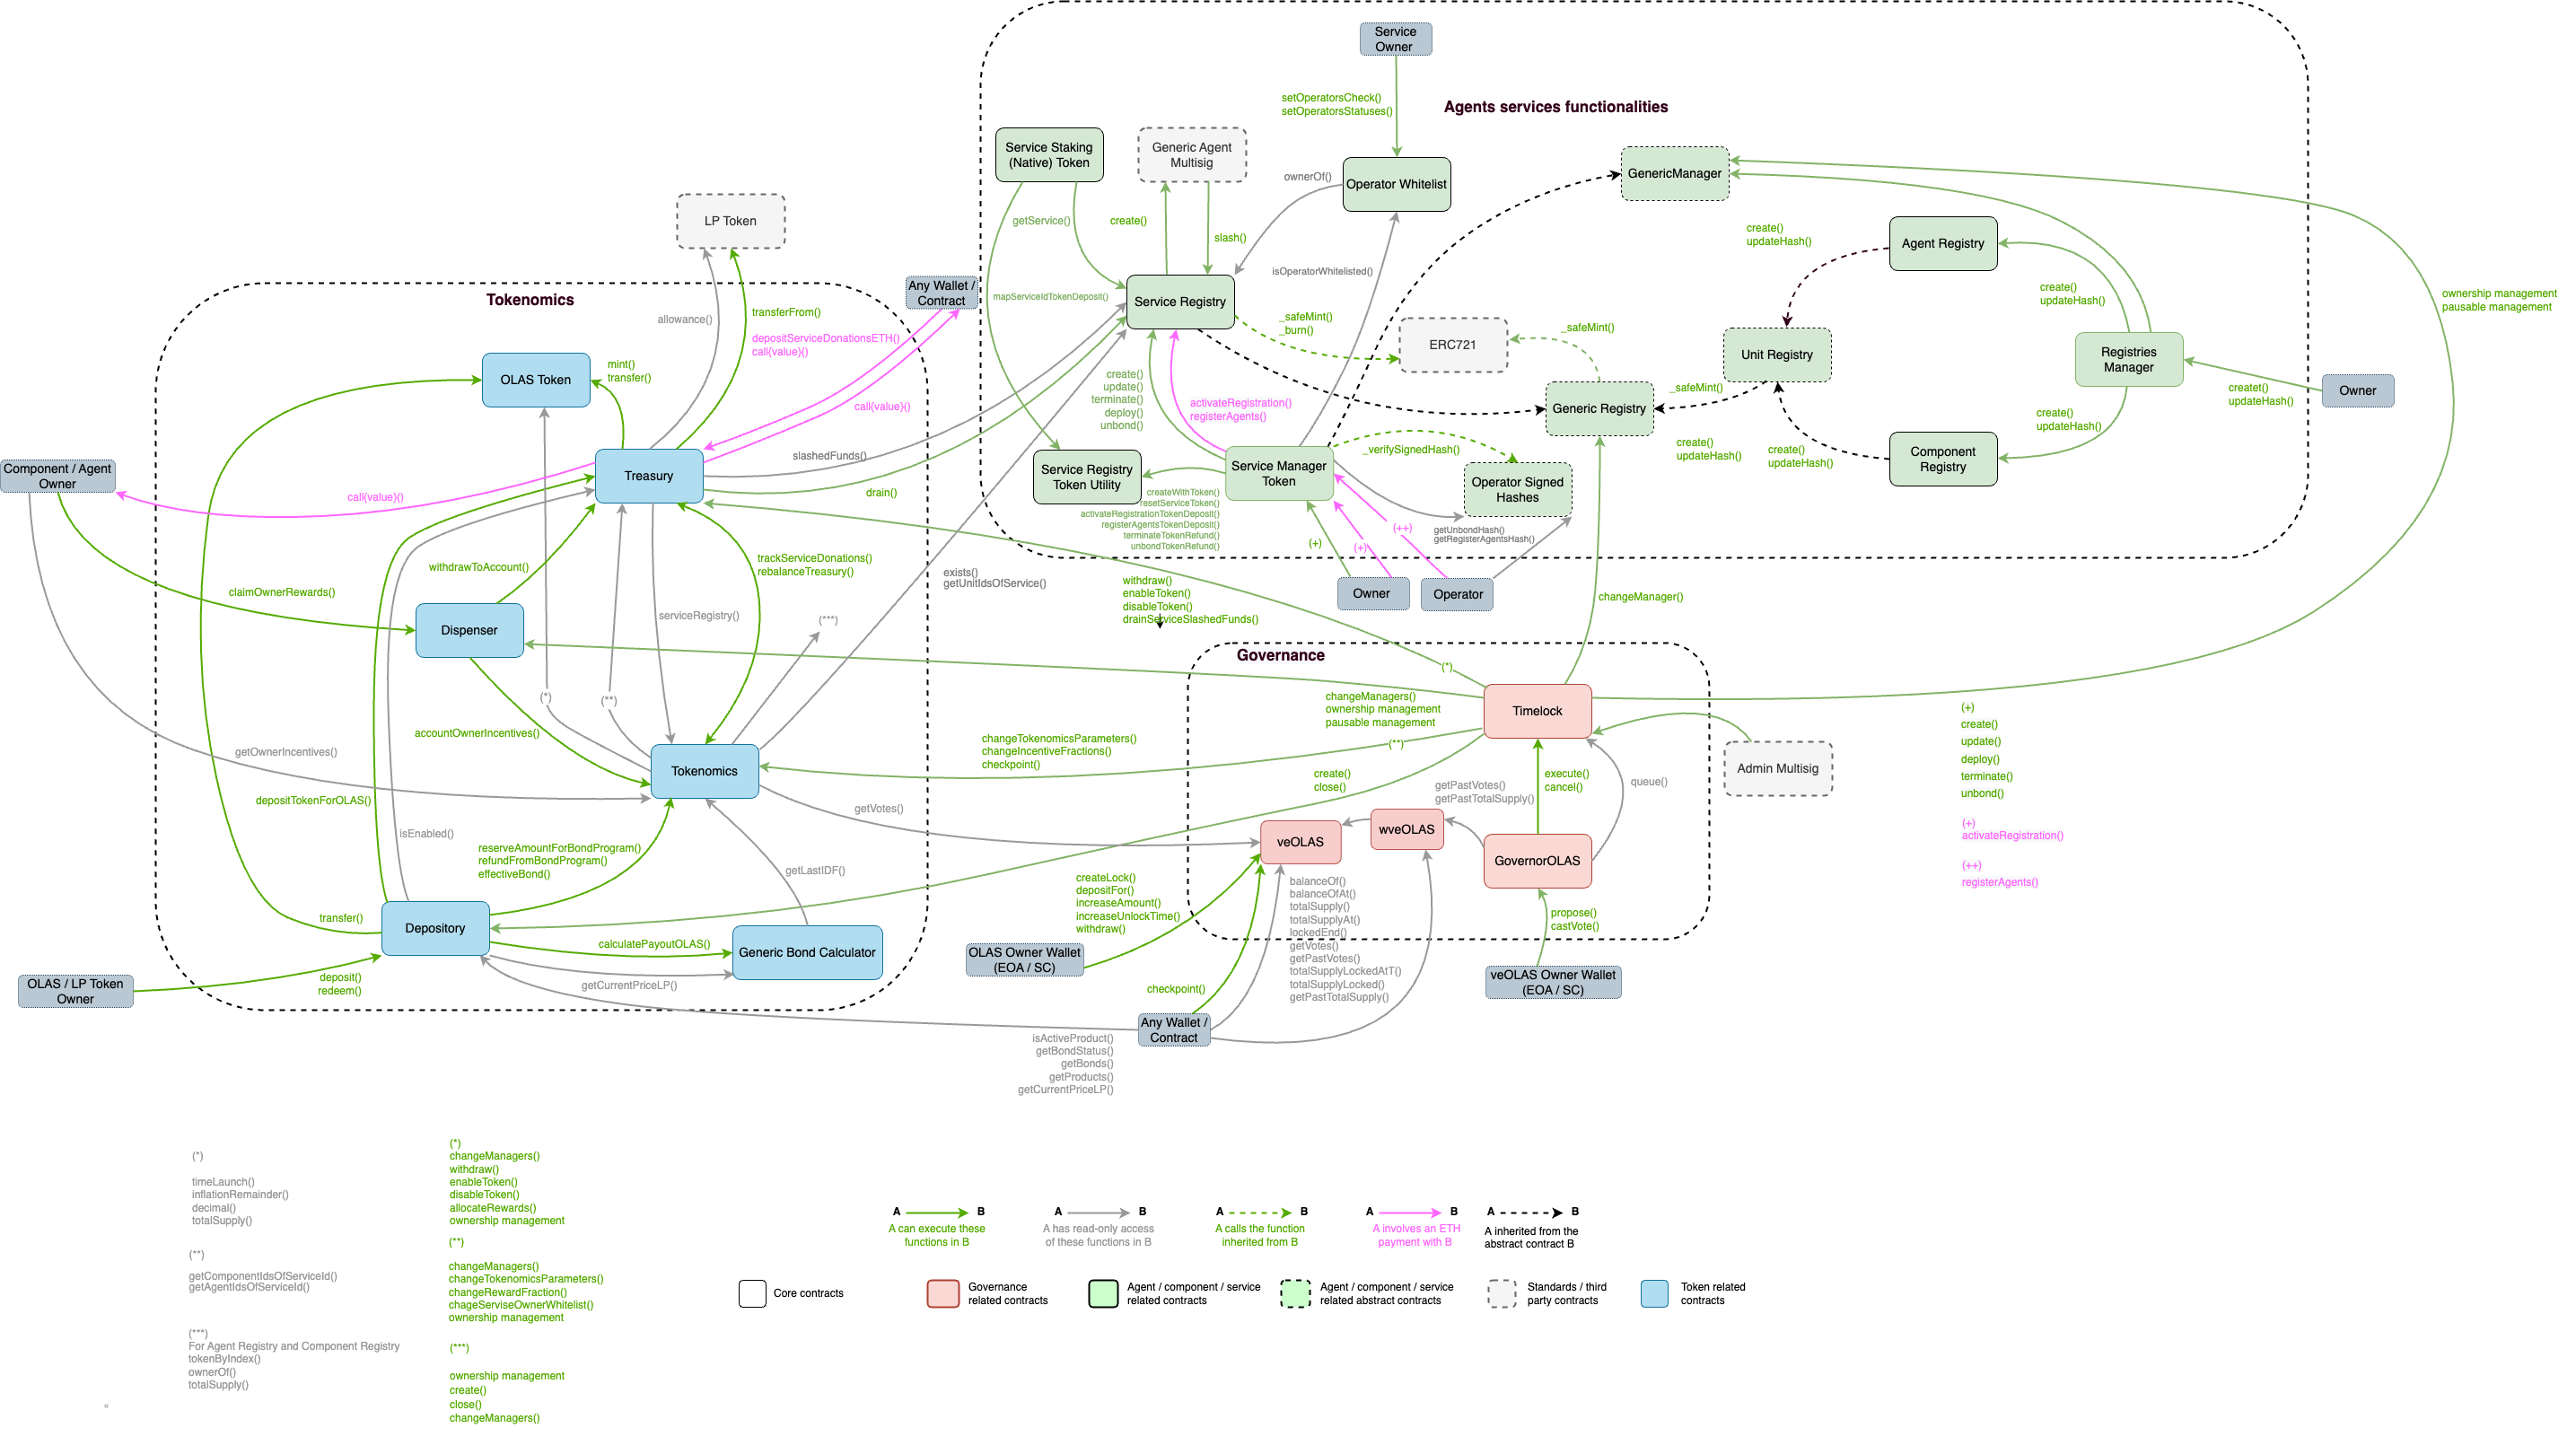 Service
Owner
setOperatorsCheck()
setOperatorsStatuses()
Agents services functionalities
Service Staking
(Native) Token
Generic Agent
Multisig
Operator Whitelist
GenericManager
ownerOf()
getService()
create()
slash()
isOperatorWhitelisted()
mapServiceIdTokenDeposit()
Service Registry
_safeMint()
_burn()
ERC721
_safeMint()
create()
updateHash()
Agent Registry
create()
updateHash()
Unit Registry
Registries
Manager
createt()
updateHash()
Owner
ownership management
pausable management
Generic Registry
_safeMint()
create()
updateHash()
create()
updateHash()
create()
updateHash()
Component
Registry
create()
update()
terminate()
deploy()
unbond()
activateRegistration()
registerAgents()
Service Registry
Token Utility
Service Manager
Token
_verifySignedHash()
Operator Signed
Hashes
createWithToken()
resetServiceToken()
activateRegistrationTokenDeposit()
registerAgentsTokenDeposit()
terminateTokenRefund()
unbondTokenRefund()
getUnbondHash()
getRegisterAgentsHash()
(+)
(+)
(++)
Owner
Operator
changeManager()
LP Token
Tokenomics
Any Wallet /
Contract
allowance()
transferFrom()
depositServiceDonationsETH()
call{value}()
call{value}()
OLAS Token
mint()
transfer()
Treasury
slashedFunds()
drain()
Component / Agent
Owner
call{value}()
withdrawToAccount()
trackServiceDonations()
rebalanceTreasury()
exists()
getUnitIdsOfService()
withdraw()
enableToken()
disableToken()
drainServiceSlashedFunds()
claimOwnerRewards()
Dispenser
serviceRegistry()
(***)
(*)
(**)
accountOwnerIncentives()
getOwnerIncentives()
Tokenomics
depositTokenForOLAS()
isEnabled()
reserveAmountForBondProgram()
refundFromBondProgram()
effectiveBond()
getLastIDF()
Depository
transfer()
calculatePayoutOLAS()
Generic Bond Calculator
getCurrentPriceLP()
OLAS / LP Token
Owner
deposit()
redeem()
Governance
(*)
changeManagers()
ownership management
pausable management
(**)
Timelock
Admin Multisig
changeTokenomicsParameters()
changeIncentiveFractions()
checkpoint()
create()
close()
getVotes()
getPastVotes()
getPastTotalSupply()
execute()
cancel()
queue()
veOLAS
wveOLAS
GovernorOLAS
createLock()
depositFor()
increaseAmount()
increaseUnlockTime()
withdraw()
balanceOf()
balanceOfAt()
totalSupply()
totalSupplyAt()
lockedEnd()
getVotes()
getPastVotes()
totalSupplyLockedAtT()
totalSupplyLocked()
getPastTotalSupply()
propose()
castVote()
OLAS Owner Wallet
(EOA / SC)
veOLAS Owner Wallet
(EOA / SC)
checkpoint()
Any Wallet /
Contract
isActiveProduct()
getBondStatus()
getBonds()
getProducts()
getCurrentPriceLP()
(+)
create()
update()
deploy()
terminate()
unbond()
(+)
activateRegistration()
(++)
registerAgents()
(*)
timeLaunch()
inflationRemainder()
decimal()
totalSupply()
(**)
getComponentIdsOfServiceId()
getAgentIdsOfServiceId()
(***)
For Agent Registry and Component Registry
tokenByIndex()
ownerOf()
totalSupply()
(*)
changeManagers()
withdraw()
enableToken()
disableToken()
allocateRewards()
ownership management
(**)
changeManagers()
changeTokenomicsParameters()
changeRewardFraction()
chageServiseOwnerWhitelist()
ownership management
(***)
ownership management
create()
close()
changeManagers()
A B
A can execute these
functions in B
A B
A has read-only access
of these functions in B
A B
A calls the function
inherited from B
A B
A involves an ETH
payment with B
A B
A inherited from the
abstract contract B
Core contracts
Governance
related contracts
Agent / component / service
related contracts
Agent / component / service
related abstract contracts
Standards / third
party contracts
Token related
contracts